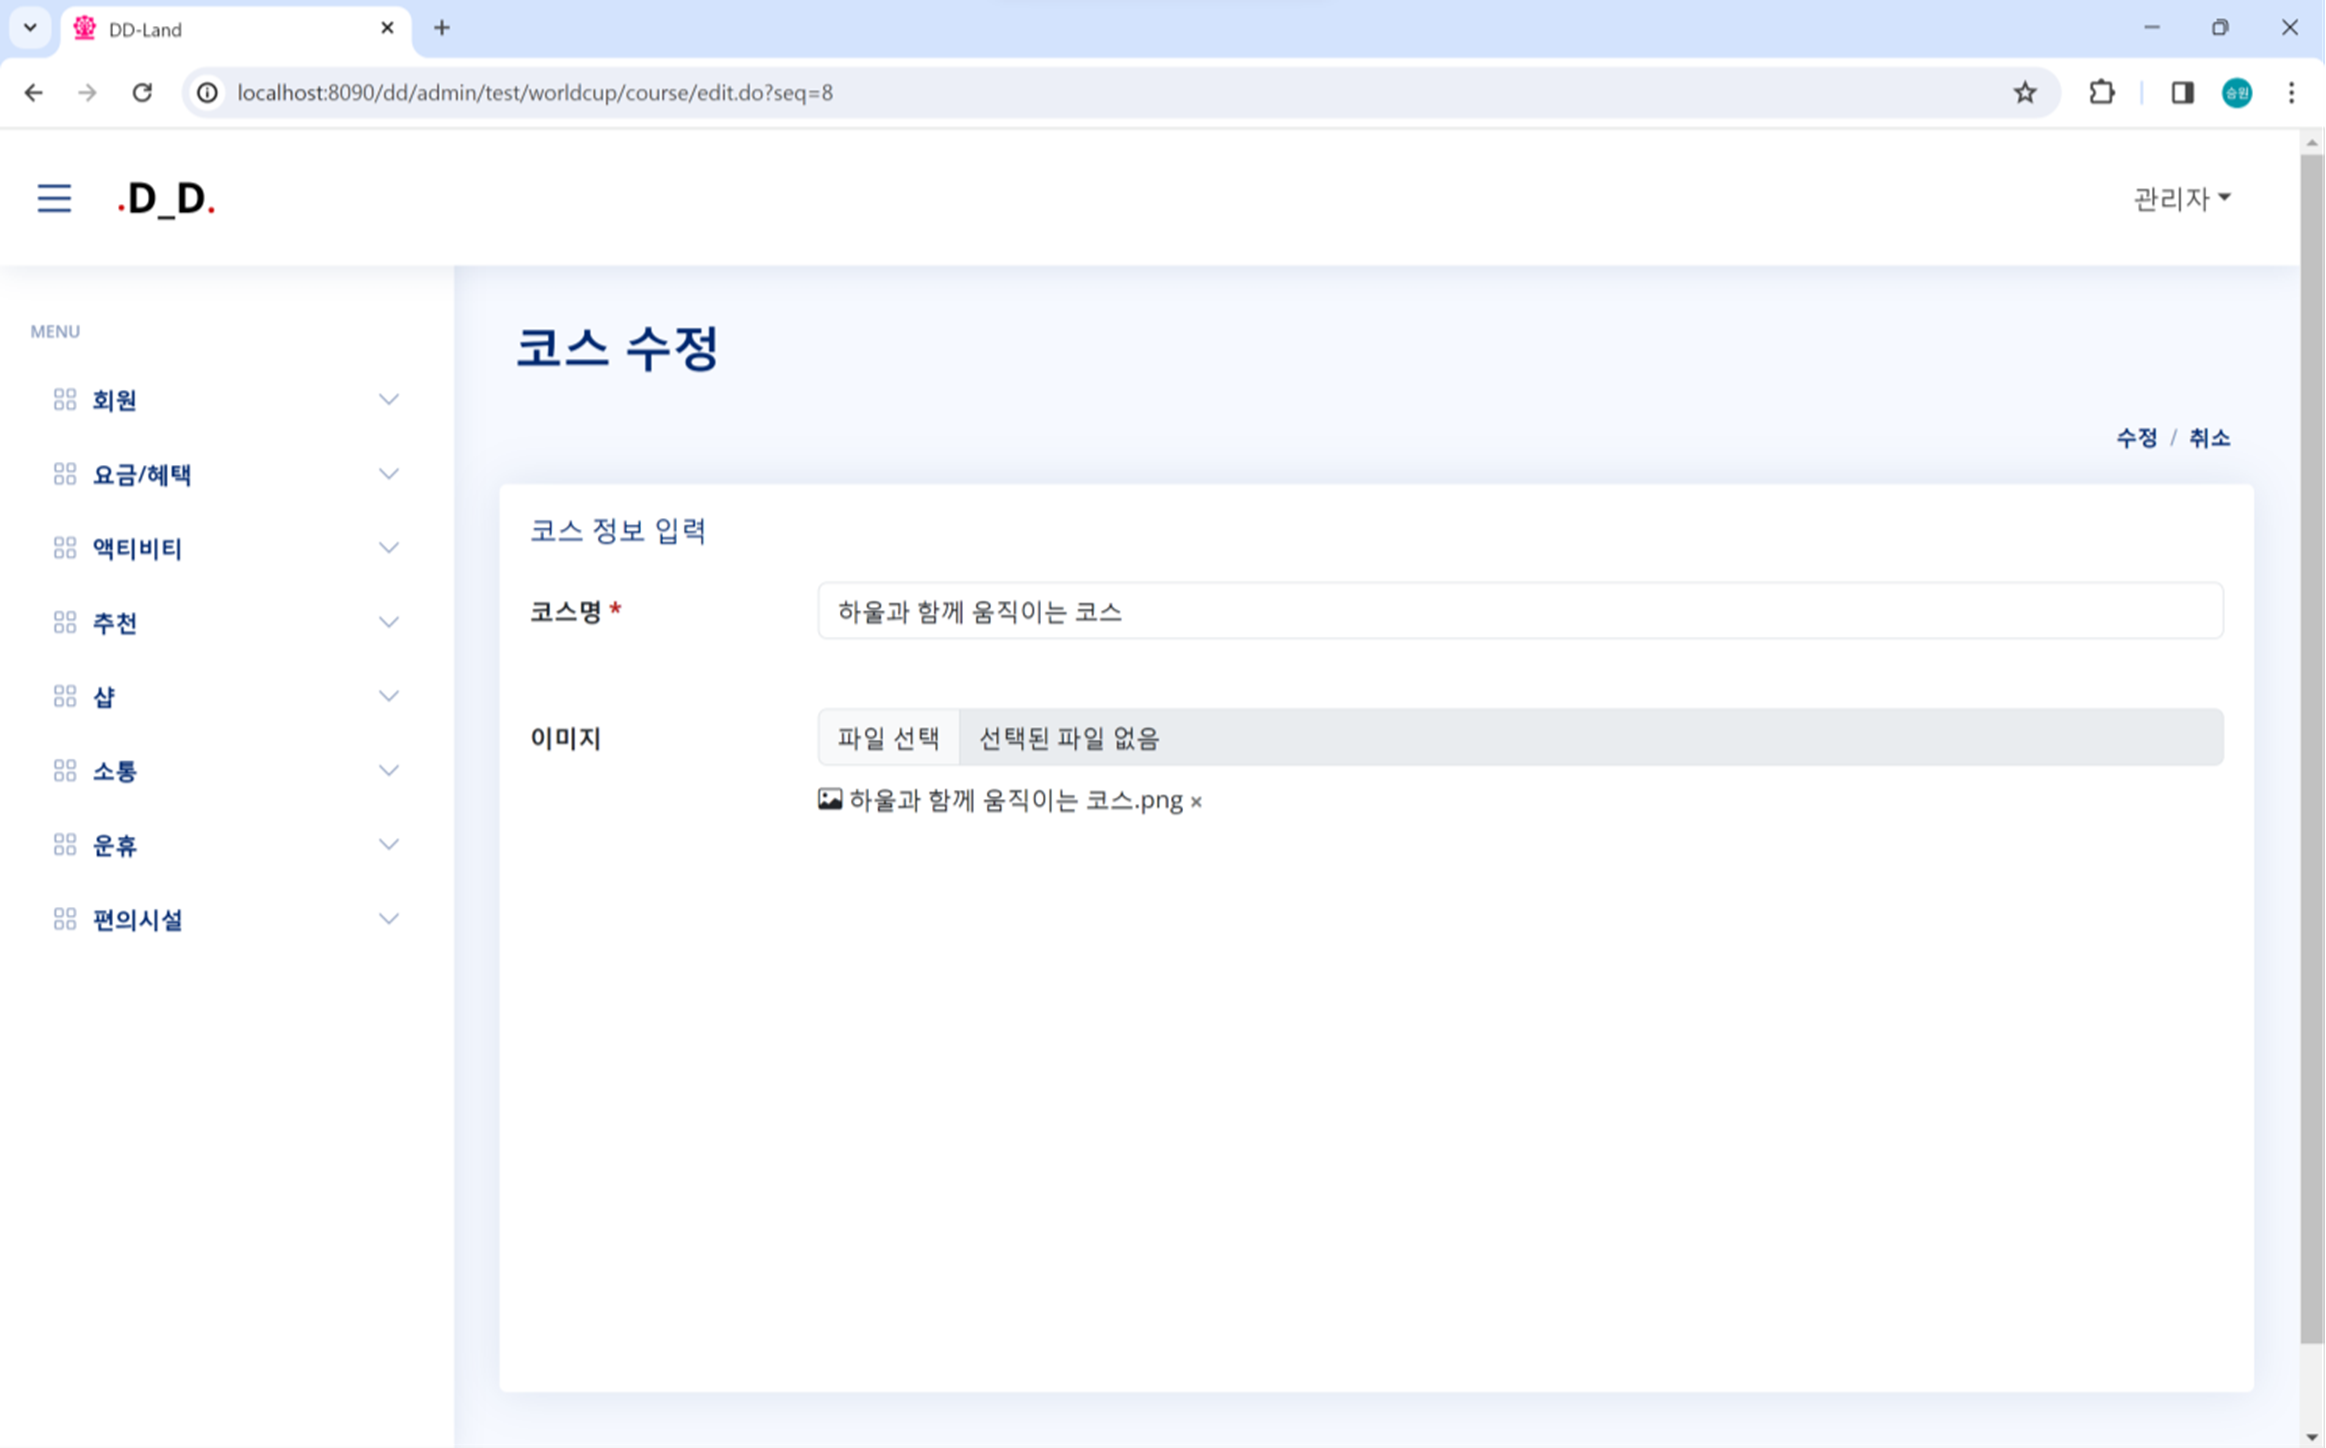 DD-Land
localhost:8090/dd/admin/test/worldcup/course/edit.do?seq=8
승원
.D_D.
관리자
MENU
회원
요금/혜택
액티비티
추천
샵
소통
운휴
편의시설
코스 수정
수정 / 취소
코스 정보 입력
코스명 *
하울과 함께 움직이는 코스
이미지
파일 선택 선택된 파일 없음
하울과 함께 움직이는 코스.png ×